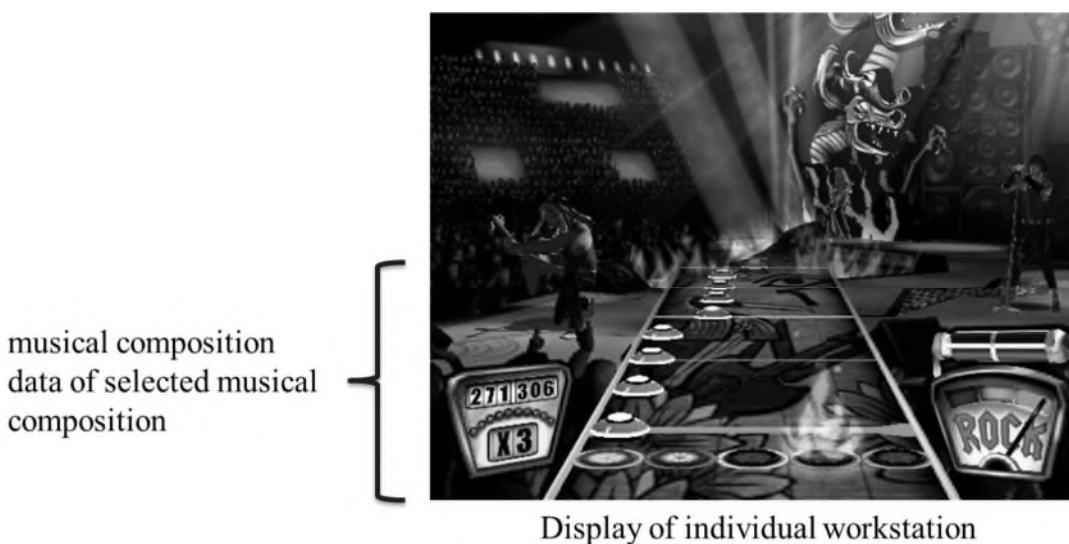 musical composition
data of selected musical
composition
271306
X3
ROCK
Display of individual workstation